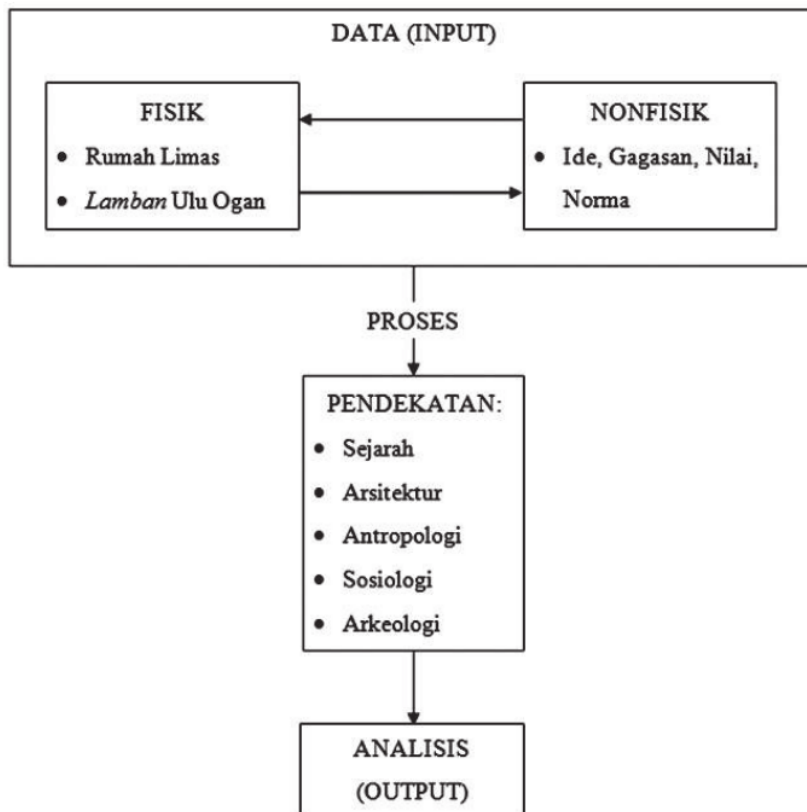 DATA (INPUT)
FISIK
• Rumah Limas
• Lamban Ulu Ogan
NONFISIK
• Ide, Gagasan, Nilai,
Norma
PROSES
PENDEKATAN:
• Sejarah
• Arsitektur
• Antropologi
• Sosiologi
• Arkeologi
ANALISIS
(OUTPUT)